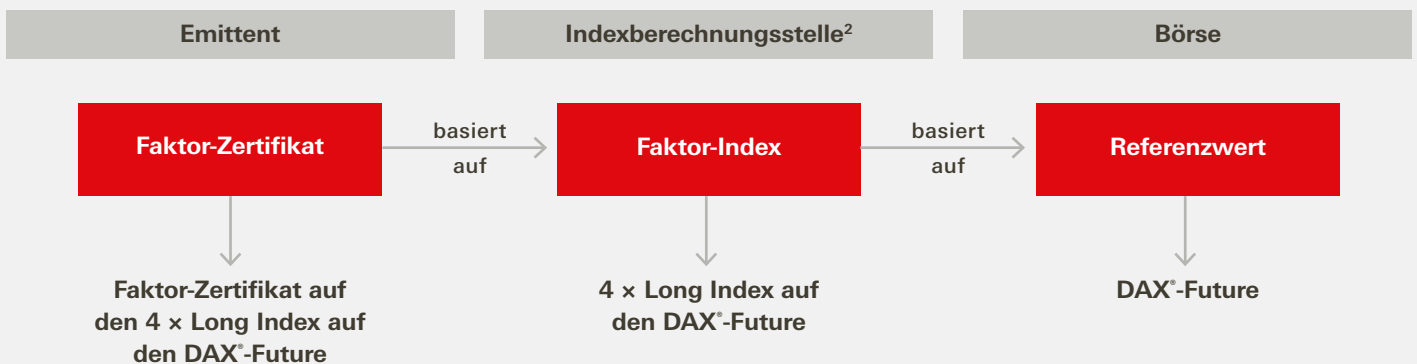 Emittent
Indexberechnungsstelle²
Börse
Faktor-Zertifikat
basiert
auf
Faktor-Index
basiert
auf
Referenzwert
Faktor-Zertifikat auf
den 4 × Long Index auf
den DAX®-Future
4 × Long Index auf
den DAX®-Future
DAX®-Future